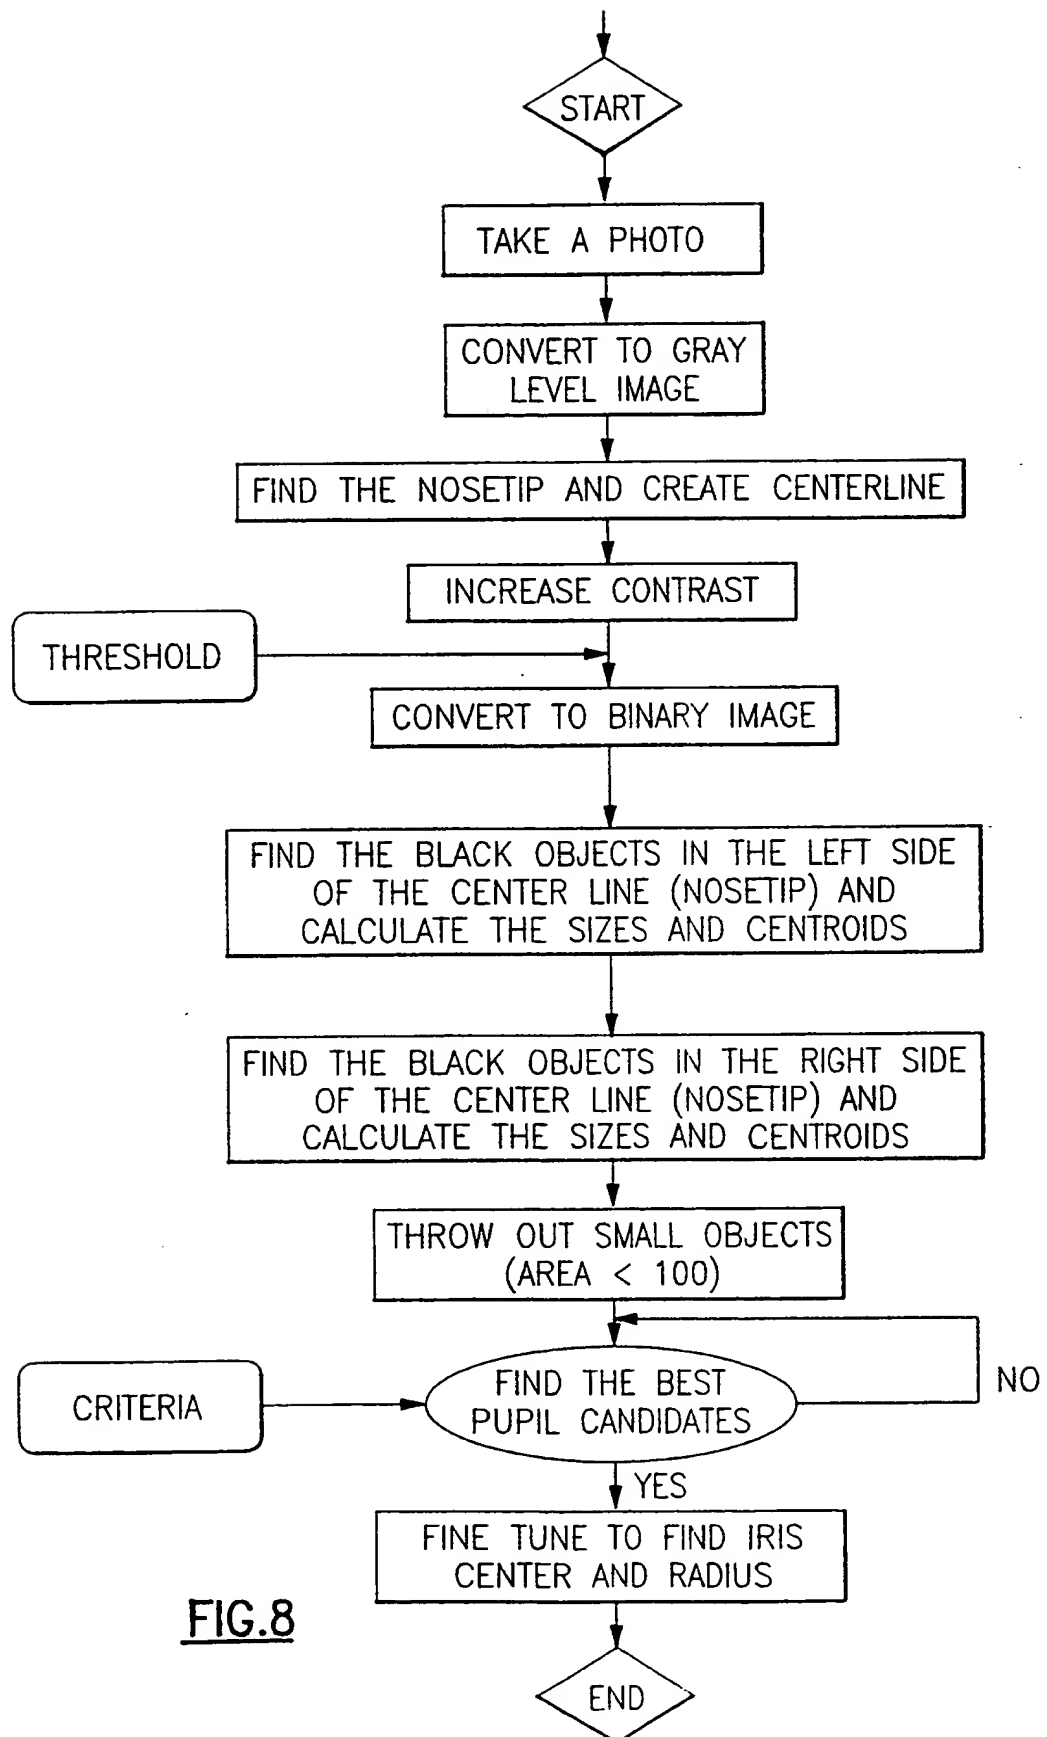 START
TAKE A PHOTO
CONVERT TO GRAY
LEVEL IMAGE
FIND THE NOSETIP AND CREATE CENTERLINE
INCREASE CONTRAST
THRESHOLD
CONVERT TO BINARY IMAGE
FIND THE BLACK OBJECTS IN THE LEFT SIDE
OF THE CENTER LINE (NOSETIP) AND
CALCULATE THE SIZES AND CENTROIDS
FIND THE BLACK OBJECTS IN THE RIGHT SIDE
OF THE CENTER LINE (NOSETIP) AND
CALCULATE THE SIZES AND CENTROIDS
THROW OUT SMALL OBJECTS
(AREA < 100)
FIND THE BEST
PUPIL CANDIDATES
NO
CRITERIA
YES
FINE TUNE TO FIND IRIS
CENTER AND RADIUS
FIG.8
END